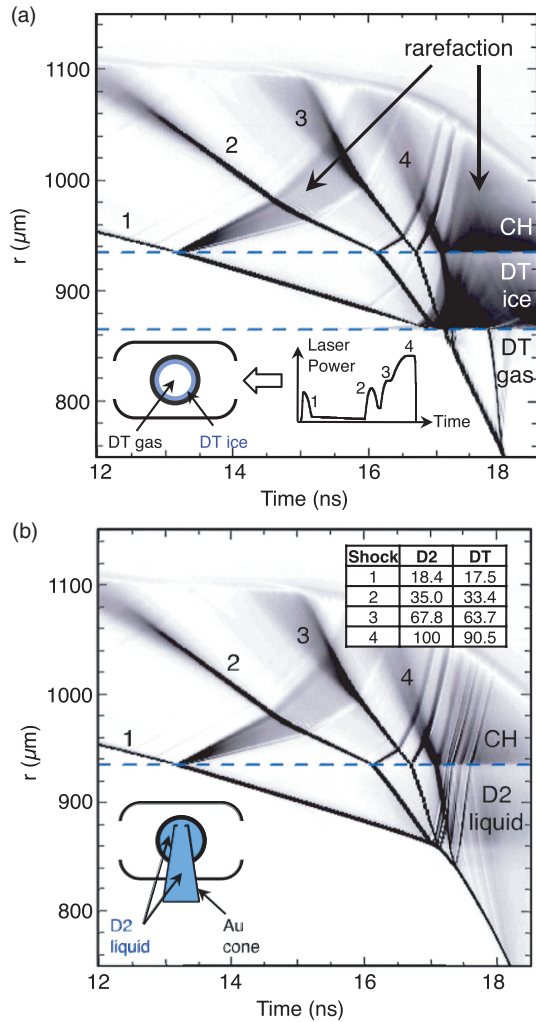 (a)
rarefaction
1100
1000
900
800
r (µm)
1
2
3
4
CH
DT
ice
DT
gas
Laser
Power
1
2
3
4
Time
DT gas
DT ice
12
14
16
18
Time (ns)
(b)
Shock D2 DT
1 18.4 17.5
2 35.0 33.4
3 67.8 63.7
4 100 90.5
1100
1000
900
800
r (µm)
1
2
3
4
CH
D2
liquid
D2
liquid
Au
cone
12
14
16
18
Time (ns)